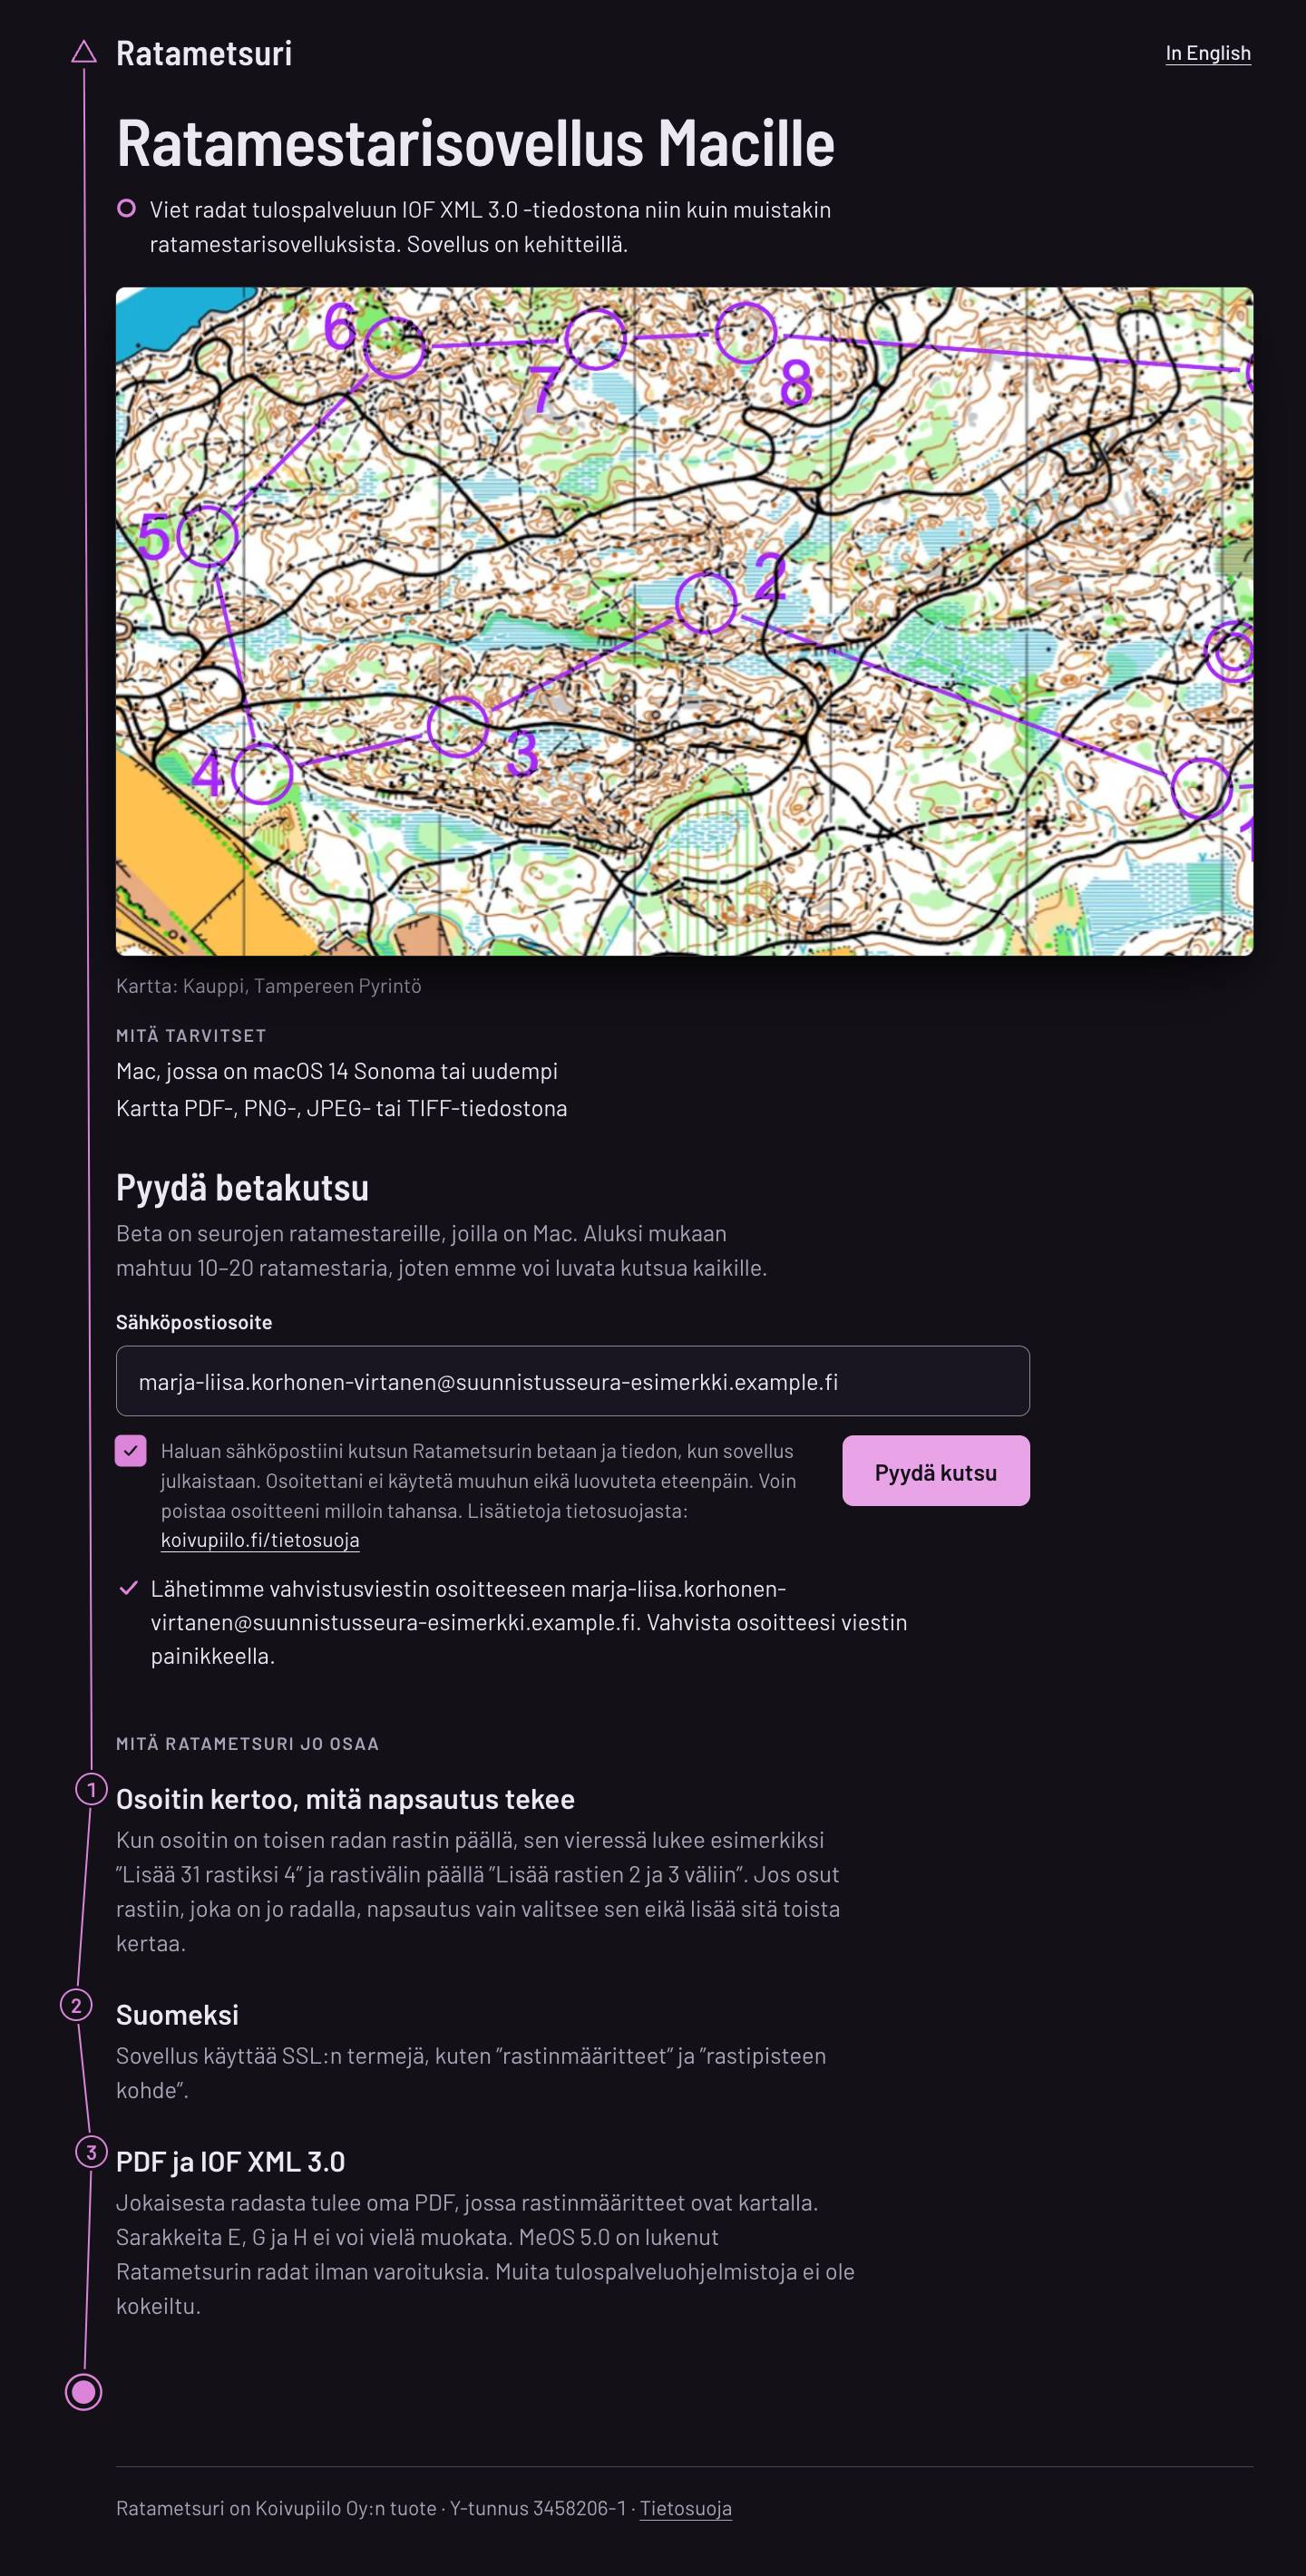 Ratametsuri
In English
Ratamestarisovellus Macille
Viet radat tulospalveluun IOF XML 3.0 -tiedostona niin kuin muistakin
ratamestarisovelluksista. Sovellus on kehitteillä.
6
7
8
5
2
3
4
1
Kartta: Kauppi, Tampereen Pyrintö
MITÄ TARVITSET
Mac, jossa on macOS 14 Sonoma tai uudempi
Kartta PDF-, PNG-, JPEG- tai TIFF-tiedostona
Pyydä betakutsu
Beta on seurojen ratamestareille, joilla on Mac. Aluksi mukaan
mahtuu 10–20 ratamestaria, joten emme voi luvata kutsua kaikille.
Sähköpostiosoite
marja-liisa.korhonen-virtanen@suunnistusseura-esimerkki.example.fi
Haluan sähköpostiini kutsun Ratametsurin betaan ja tiedon, kun sovellus
julkaistaan. Osoitettani ei käytetä muuhun eikä luovuteta eteenpäin. Voin
poistaa osoitteeni milloin tahansa. Lisätietoja tietosuojasta:
koivupiilo.fi/tietosuoja
Pyydä kutsu
Lähetimme vahvistusviestin osoitteeseen marja-liisa.korhonen-
virtanen@suunnistusseura-esimerkki.example.fi. Vahvista osoitteesi viestin
painikkeella.
MITÄ RATAMETSURI JO OSAA
1 Osoitin kertoo, mitä napsautus tekee
Kun osoitin on toisen radan rastin päällä, sen vieressä lukee esimerkiksi
”Lisää 31 rastiksi 4” ja rastivälin päällä ”Lisää rastien 2 ja 3 väliin”. Jos osut
rastiin, joka on jo radalla, napsautus vain valitsee sen eikä lisää sitä toista
kertaa.
2 Suomeksi
Sovellus käyttää SSL:n termejä, kuten ”rastinmääritteet” ja ”rastipisteen
kohde”.
3 PDF ja IOF XML 3.0
Jokaisesta radasta tulee oma PDF, jossa rastinmääritteet ovat kartalla.
Sarakkeita E, G ja H ei voi vielä muokata. MeOS 5.0 on lukenut
Ratametsurin radat ilman varoituksia. Muita tulospalveluohjelmistoja ei ole
kokeiltu.
Ratametsuri on Koivupiilo Oy:n tuote · Y-tunnus 3458206-1 · Tietosuoja